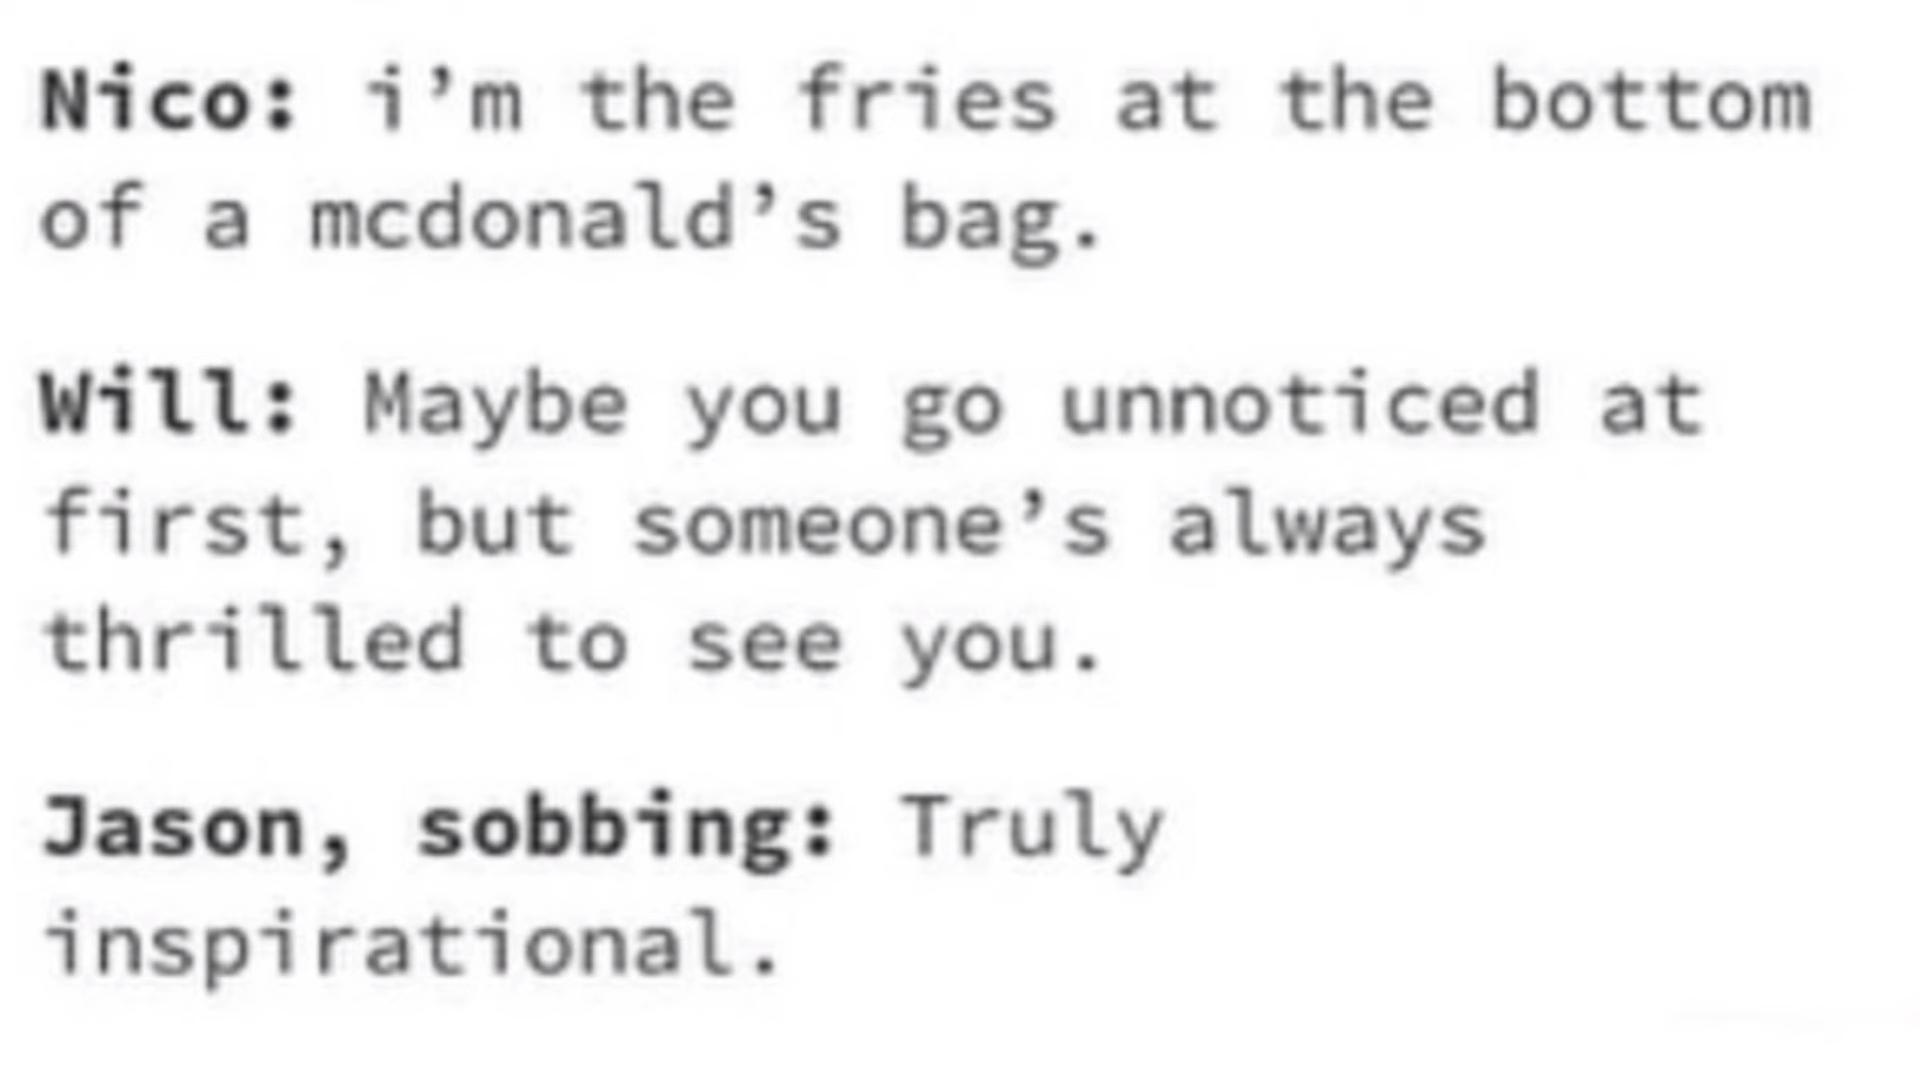 Nico: i’m the fries at the bottom
of a mcdonald’s bag.
Will: Maybe you go unnoticed at
first, but someone’s always
thrilled to see you.
Jason, sobbing: Truly
inspirational.